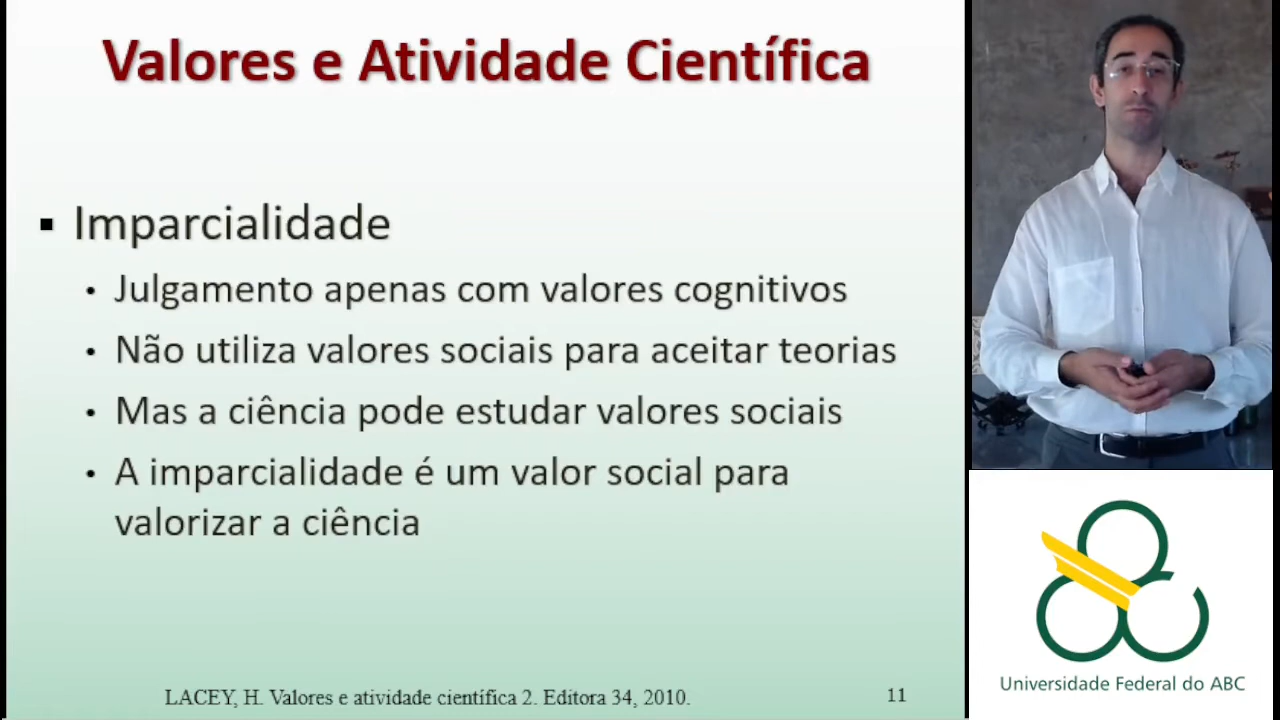 Valores e Atividade Científica
▪ Imparcialidade
• Julgamento apenas com valores cognitivos
• Não utiliza valores sociais para aceitar teorias
• Mas a ciência pode estudar valores sociais
• A imparcialidade é um valor social para
valorizar a ciência
LACEY, H. Valores e atividade científica 2. Editora 34, 2010.
11
Universidade Federal do ABC